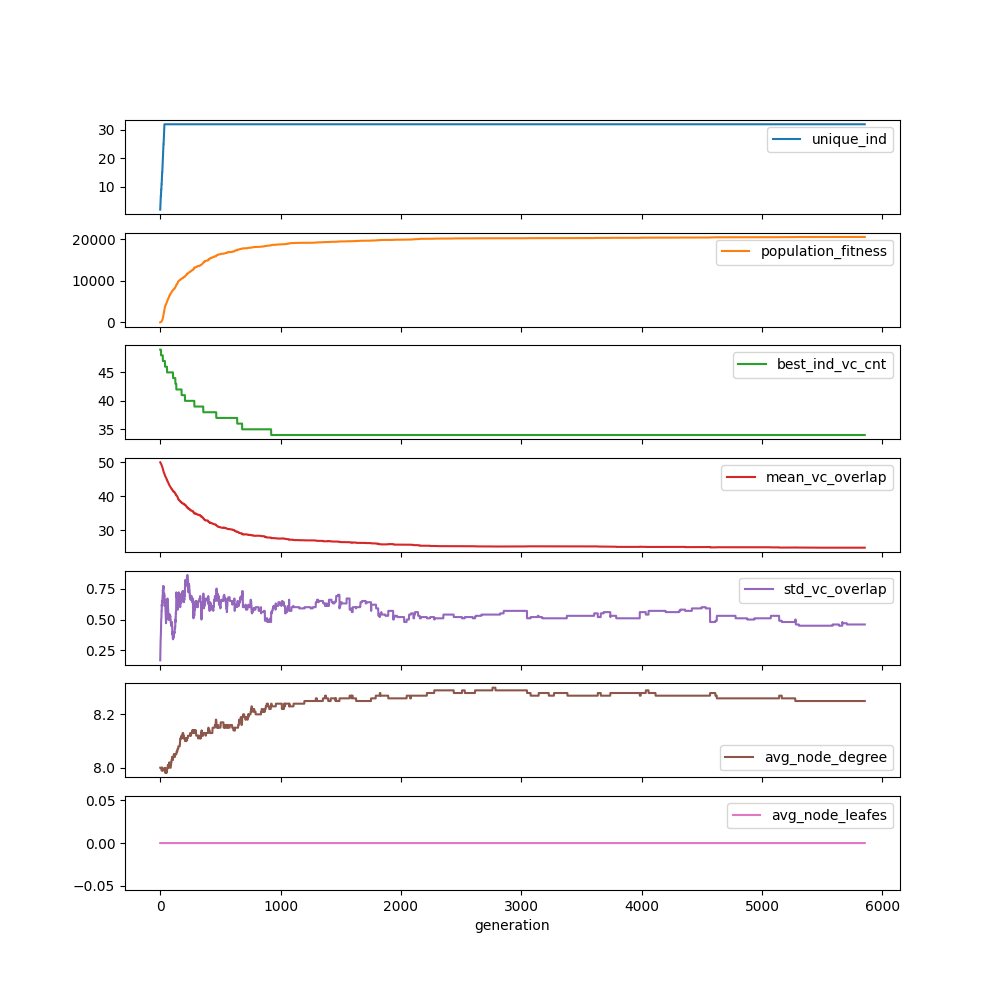 30
20
10
unique_ind
20000
10000
0
population_fitness
45
40
35
best_ind_vc_cnt
50
40
30
mean_vc_overlap
0.75
0.50
0.25
std_vc_overlap
8.2
8.0
avg_node_degree
0.05
0.00
−0.05
avg_node_leafes
0 1000 2000 3000 4000 5000 6000
generation